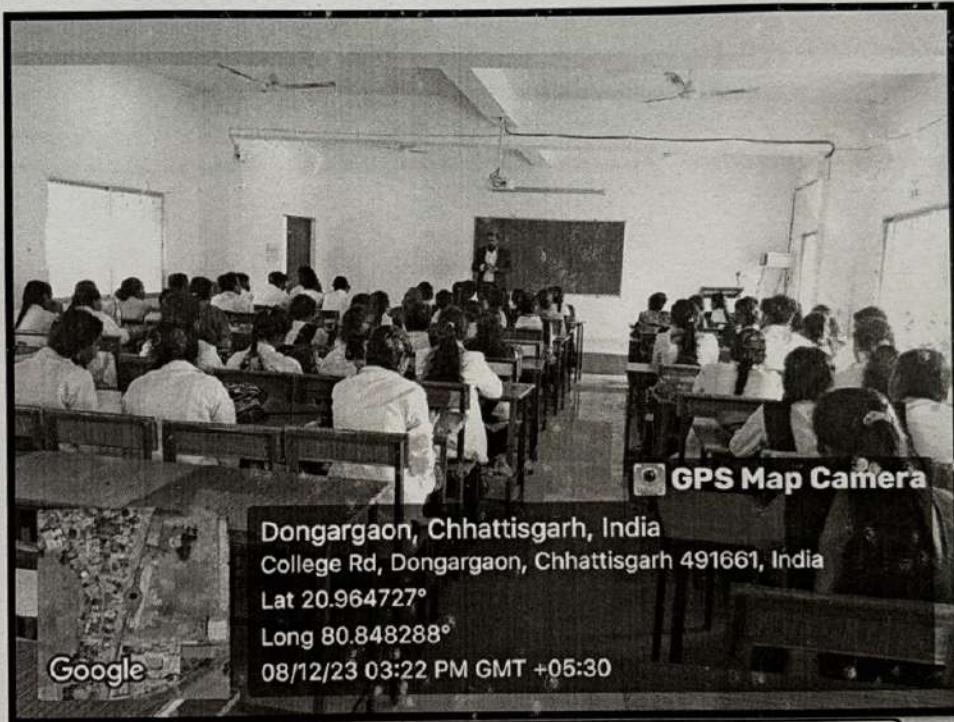 GPS Map Camera
Dongargaon, Chhattisgarh, India
College Rd, Dongargaon, Chhattisgarh 491661, India
Lat 20.964727°
Long 80.848288°
08/12/23 03:22 PM GMT +05:30
Google